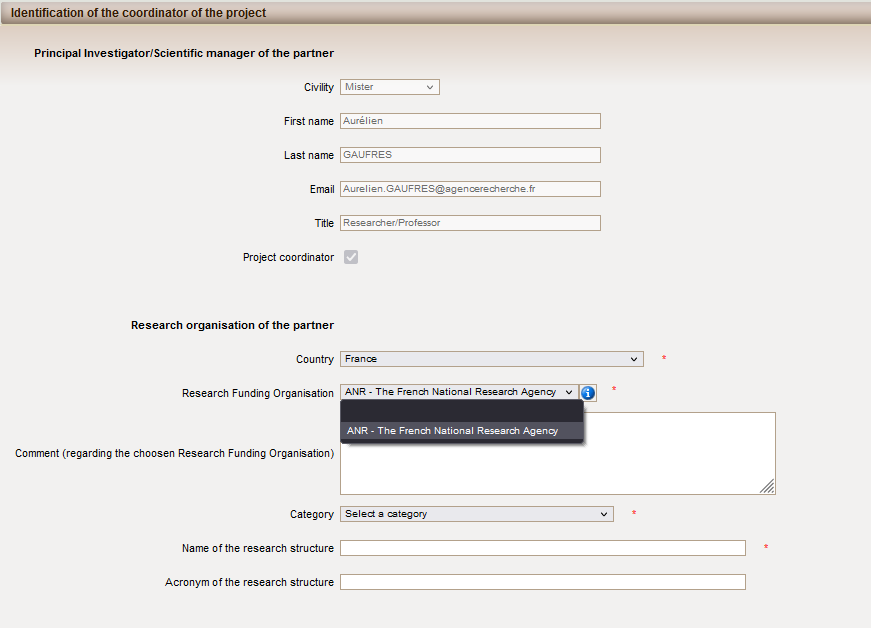 Identification of the coordinator of the project
Principal Investigator/Scientific manager of the partner
Civility Mister
First name Aurélien
Last name GAUFRES
Email Aurelien.GAUFRES@agencerecherche.fr
Title Researcher/Professor
Project coordinator
Research organisation of the partner
Country France *
Research Funding Organisation ANR - The French National Research Agency i *
ANR - The French National Research Agency
Comment (regarding the choosen Research Funding Organisation)
Category Select a category *
Name of the research structure *
Acronym of the research structure